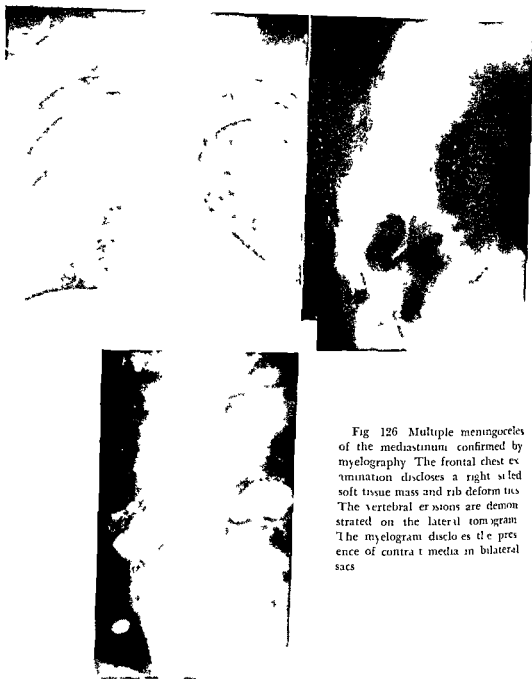 Fig 126 Multiple meningoceles
of the mediastinum confirmed by
myelography The frontal chest ex
amination discloses a right sided
soft tissue mass and rib deformities
The vertebral erosions are demon
strated on the lateral tomogram
The myelogram discloses the pres
ence of contrast media in bilateral
sacs